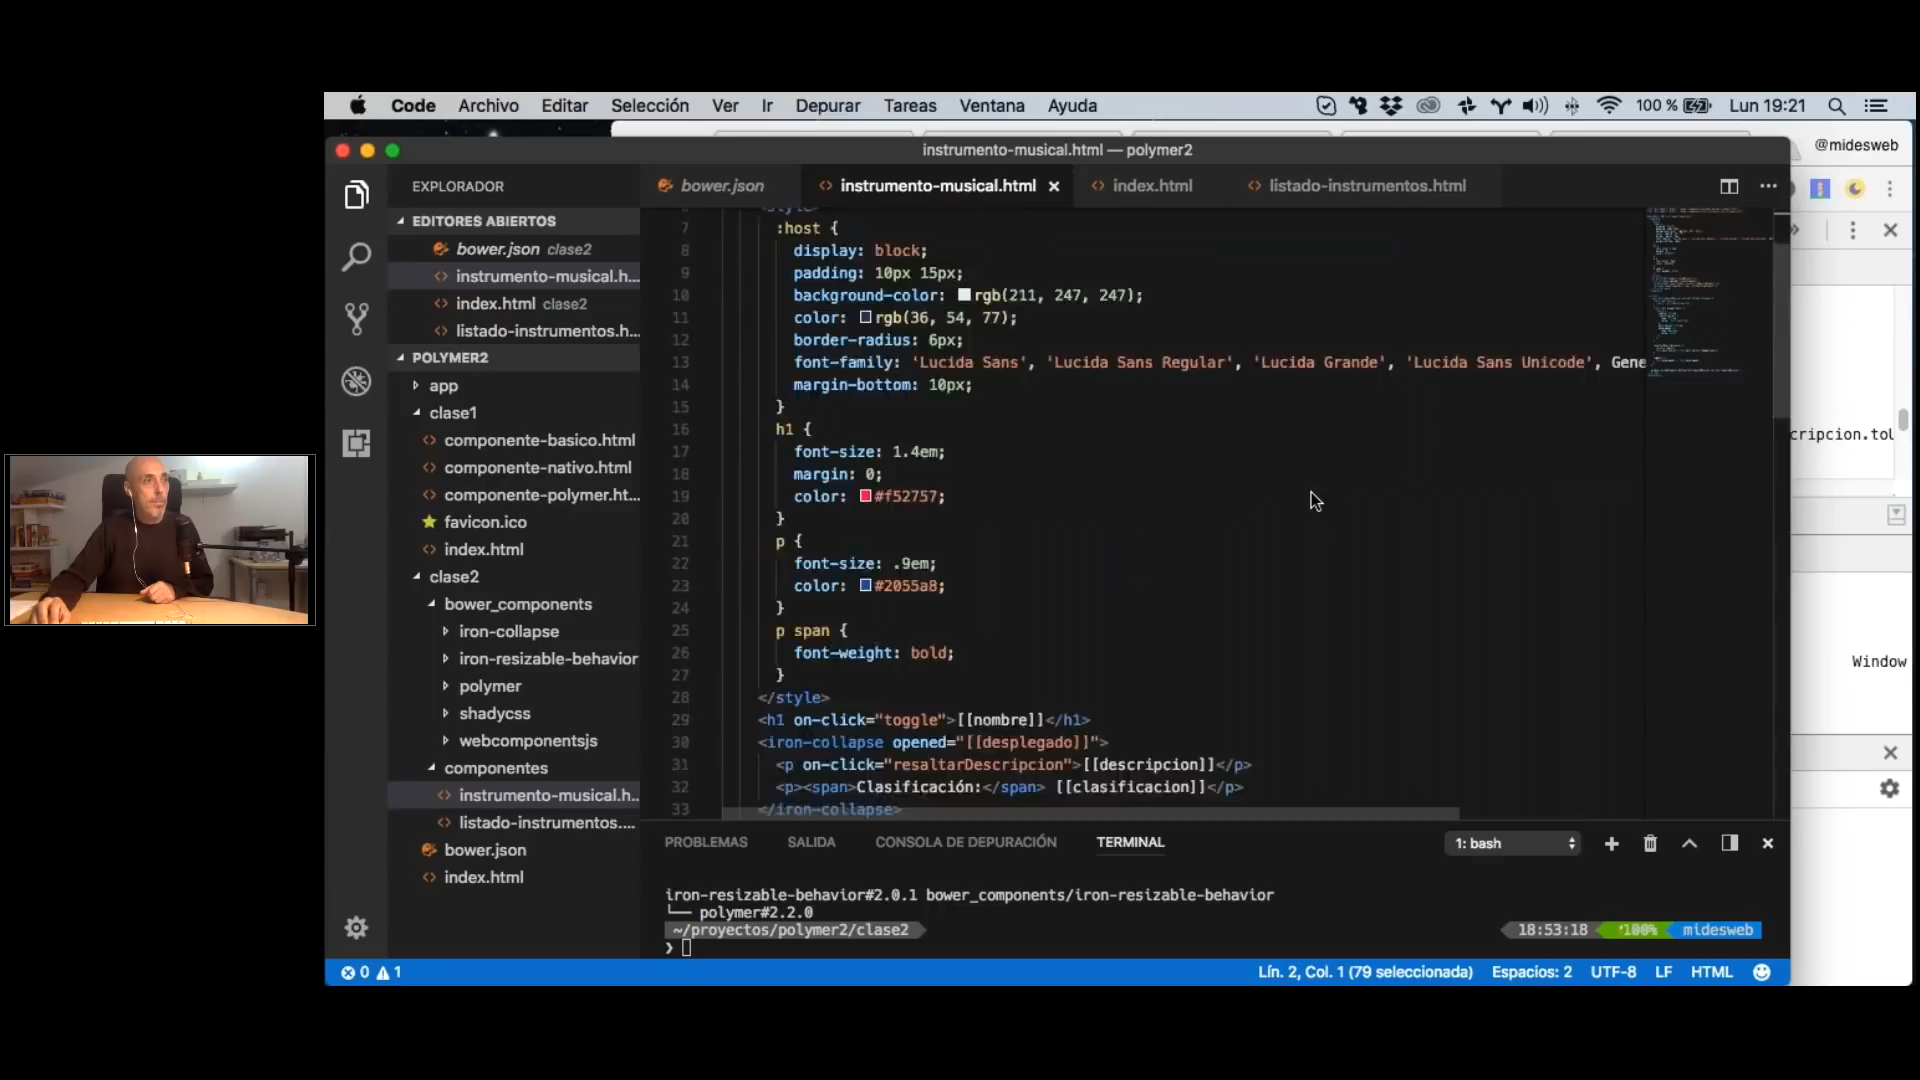 Code Archivo Editar Selección Ver Ir Depurar Tareas Ventana Ayuda 100 % Lun 19:21
@midesweb
instrumento-musical.html — polymer2
EXPLORADOR
EDITORES ABIERTOS
bower.json clase2
instrumento-musical.h...
index.html clase2
listado-instrumentos.h...
POLYMER2
app
clase1
componente-basico.html
componente-nativo.html
componente-polymer.ht...
favicon.ico
index.html
clase2
bower_components
iron-collapse
iron-resizable-behavior
polymer
shadycss
webcomponentsjs
componentes
instrumento-musical.h...
listado-instrumentos....
bower.json
index.html
bower.json instrumento-musical.html index.html listado-instrumentos.html
7 :host {
8 display: block;
9 padding: 10px 15px;
10 background-color: rgb(211, 247, 247);
11 color: rgb(36, 54, 77);
12 border-radius: 6px;
13 font-family: 'Lucida Sans', 'Lucida Sans Regular', 'Lucida Grande', 'Lucida Sans Unicode', Gene
14 margin-bottom: 10px;
15 }
16 h1 {
17 font-size: 1.4em;
18 margin: 0;
19 color: #f52757;
20 }
21 p {
22 font-size: .9em;
23 color: #2055a8;
24 }
25 p span {
26 font-weight: bold;
27 }
28 </style>
29 <h1 on-click="toggle">[[nombre]]</h1>
30 <iron-collapse opened="[[desplegado]]">
31 <p on-click="resaltarDescripcion">[[descripcion]]</p>
32 <p><span>Clasificación:</span> [[clasificacion]]</p>
33 </iron-collapse>
PROBLEMAS SALIDA CONSOLA DE DEPURACIÓN TERMINAL 1: bash
iron-resizable-behavior#2.0.1 bower_components/iron-resizable-behavior
└── polymer#2.2.0
~/proyectos/polymer2/clase2 18:53:18 100% midesweb
❯
0 1 Lín. 2, Col. 1 (79 seleccionada) Espacios: 2 UTF-8 LF HTML
cripcion.tol
Window